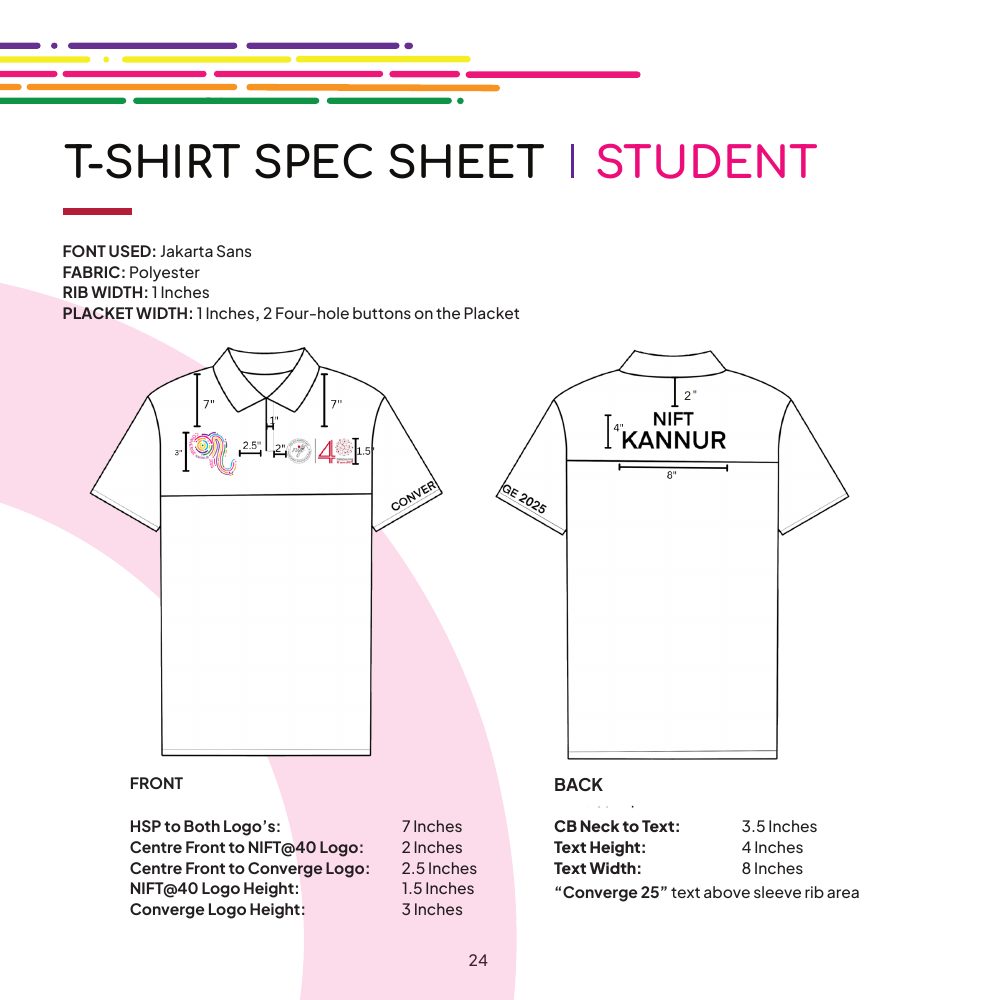 T-SHIRT SPEC SHEET | STUDENT
FONT USED: Jakarta Sans
FABRIC: Polyester
RIB WIDTH: 1 Inches
PLACKET WIDTH: 1 Inches, 2 Four-hole buttons on the Placket
7"
7"
1"
3"
2.5"
2"
40
1.5"
CONVER
2"
4"
NIFT
KANNUR
8"
GE 2025
FRONT
HSP to Both Logo's: 7 Inches
Centre Front to NIFT@40 Logo: 2 Inches
Centre Front to Converge Logo: 2.5 Inches
NIFT@40 Logo Height: 1.5 Inches
Converge Logo Height: 3 Inches
BACK
CB Neck to Text: 3.5 Inches
Text Height: 4 Inches
Text Width: 8 Inches
“Converge 25” text above sleeve rib area
24